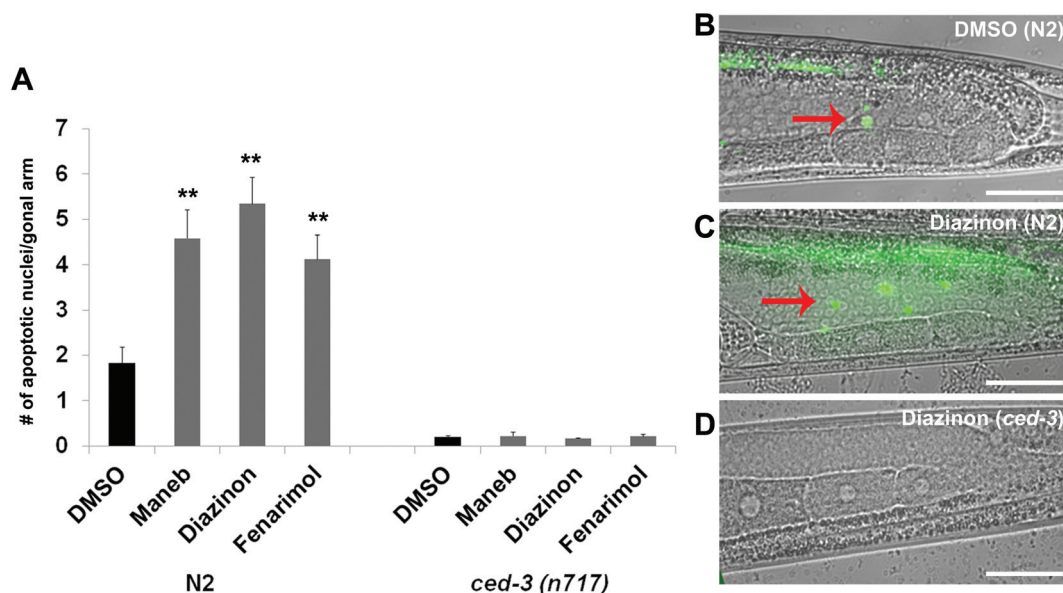 A
# of apoptotic nuclei/gonal arm
7
6
5
4
3
2
1
0
**
**
**
DMSO
Maneb
Diazinon
Fenarimol
DMSO
Maneb
Diazinon
Fenarimol
N2
ced-3 (n717)
B
DMSO (N2)
C
Diazinon (N2)
D
Diazinon (ced-3)